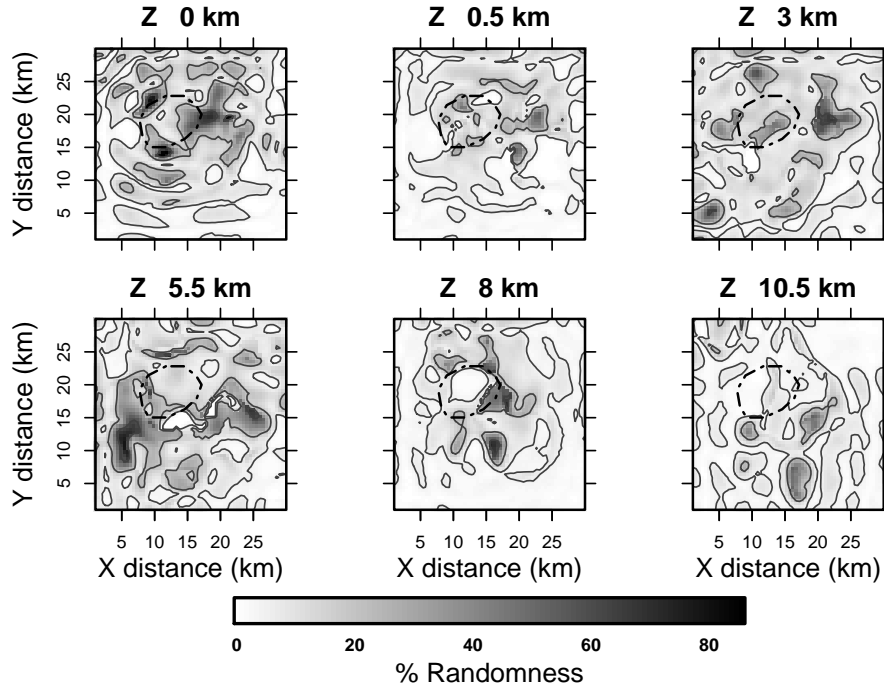 Z 0 km
Z 0.5 km
Z 3 km
Y distance (km)
25
20
15
10
5
Z 5.5 km
Z 8 km
Z 10.5 km
Y distance (km)
25
20
15
10
5
5 10 15 20 25
5 10 15 20 25
5 10 15 20 25
X distance (km)
X distance (km)
X distance (km)
0 20 40 60 80
% Randomness